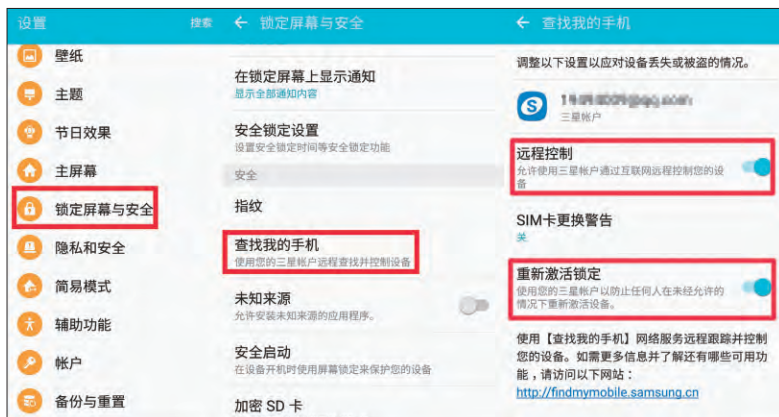 设置
搜索
壁纸
主题
节日效果
主屏幕
锁定屏幕与安全
隐私和安全
简易模式
辅助功能
帐户
备份与重置
锁定屏幕与安全
在锁定屏幕上显示通知
显示全部通知内容
安全锁定设置
设置安全锁定时间等安全锁定功能
安全
指纹
查找我的手机
使用您的三星帐户远程查找并控制设备
未知来源
允许安装未知来源的应用程序。
安全启动
在设备开机时使用屏幕锁定来保护您的设备
加密 SD 卡
查找我的手机
调整以下设置以应对设备丢失或被盗的情况。
三星帐户
远程控制
允许使用三星帐户通过互联网远程控制您的设
备
SIM卡更换警告
关
重新激活锁定
使用您的三星帐户以防止任何人在未经允许的
情况下重新激活设备。
使用【查找我的手机】网络服务远程跟踪并控制
您的设备。如需更多信息并了解还有哪些可用功
能，请访问以下网站：
http://findmymobile.samsung.cn